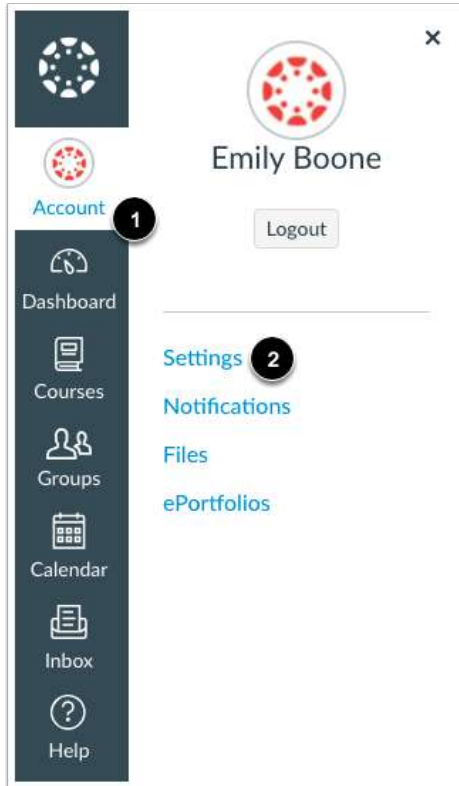 Account
1
Dashboard
Courses
Groups
Calendar
Inbox
Help
×
Emily Boone
Logout
Settings 2
Notifications
Files
ePortfolios